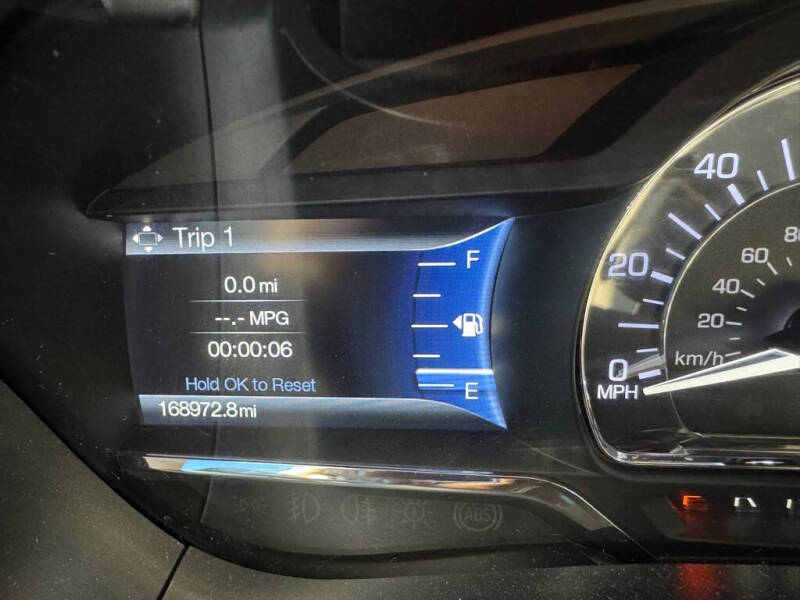 Trip 1
0.0 mi
--.- MPG
00:00:06
Hold OK to Reset
168972.8mi
F
E
40
20
0
MPH
60
40
20
km/h
ABS